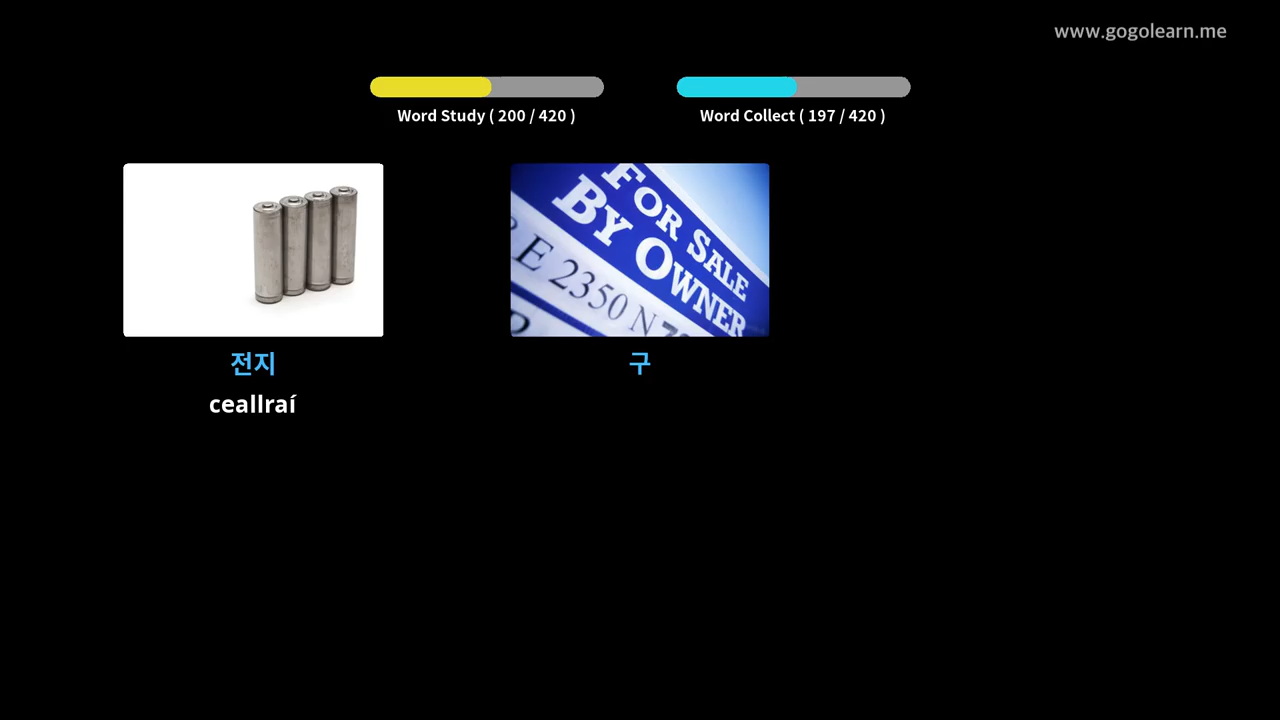 www.gogolearn.me
Word Study ( 200 / 420 )
Word Collect ( 197 / 420 )
FOR SALE
BY OWNER
E 2350 N
전지
구
ceallraí